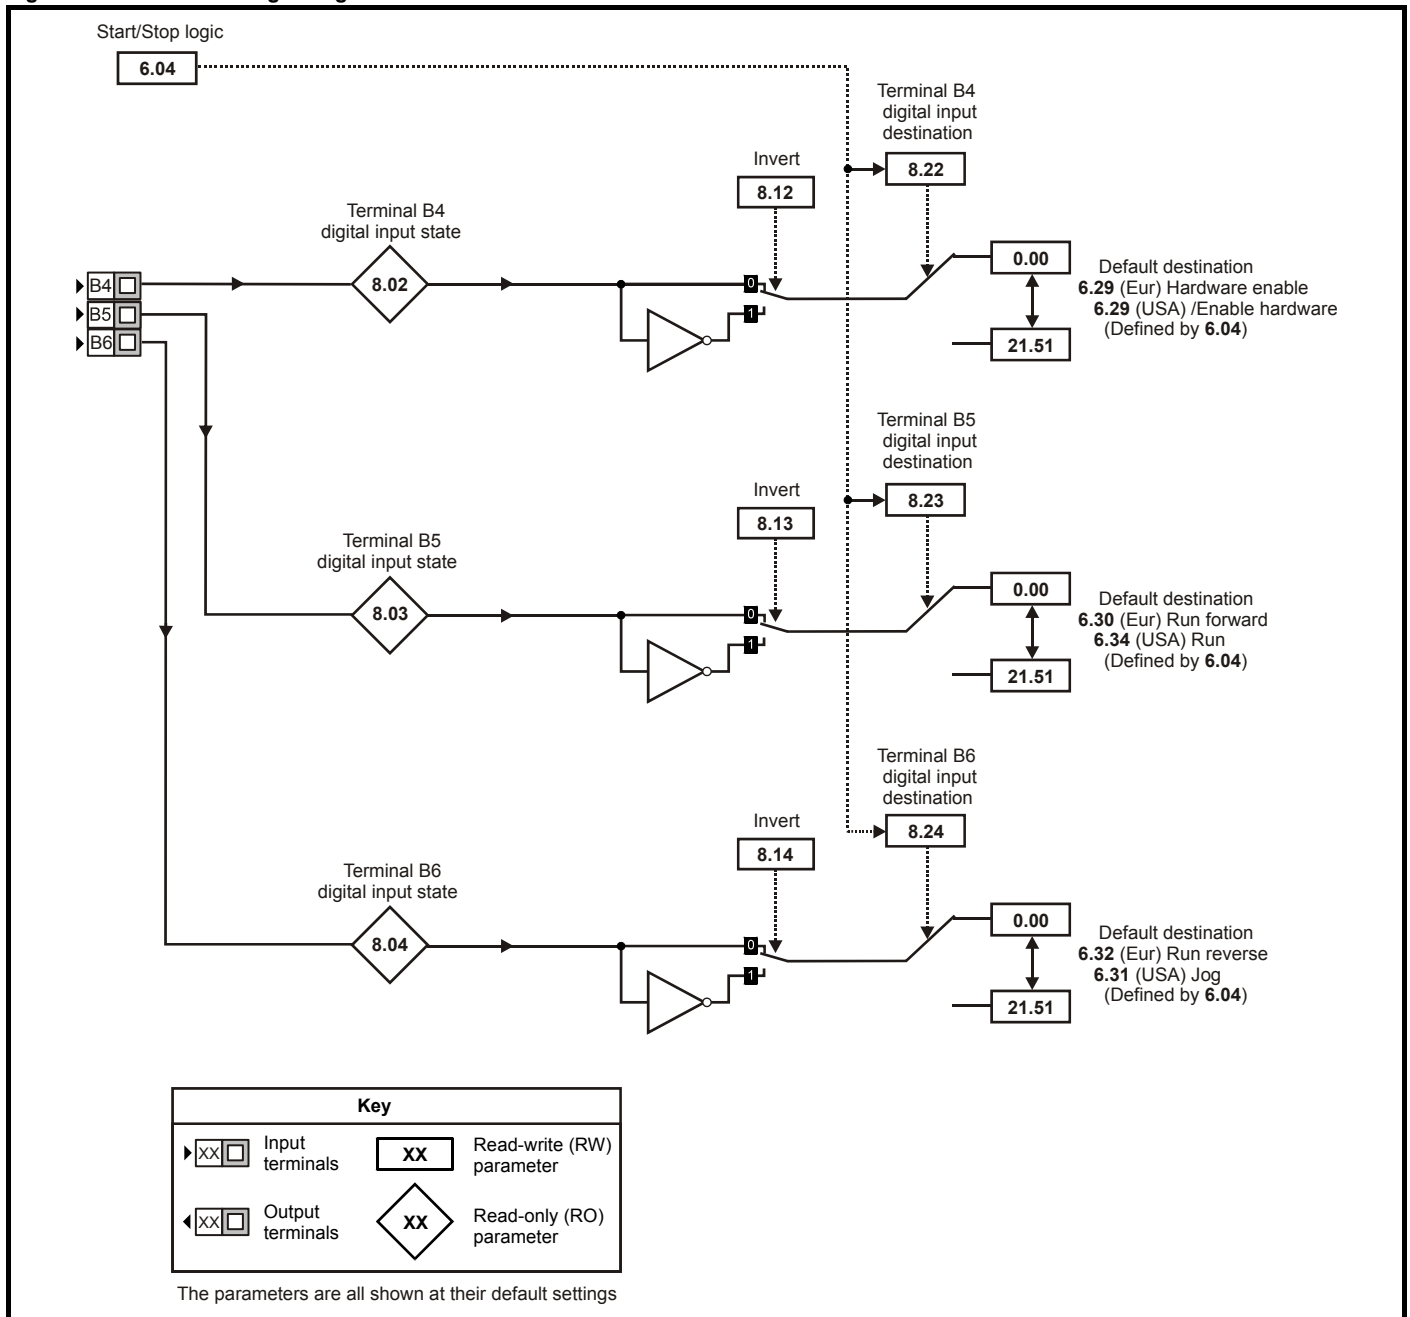 Start/Stop logic
6.04
Terminal B4
digital input
destination
Invert
8.22
8.12
Terminal B4
digital input state
8.02
B4
B5
B6
0
1
0.00
21.51
Default destination
6.29 (Eur) Hardware enable
6.29 (USA) /Enable hardware
(Defined by 6.04)
Terminal B5
digital input
destination
Invert
8.23
8.13
Terminal B5
digital input state
8.03
0
1
0.00
21.51
Default destination
6.30 (Eur) Run forward
6.34 (USA) Run
(Defined by 6.04)
Terminal B6
digital input
destination
Invert
8.24
8.14
Terminal B6
digital input state
8.04
0
1
0.00
21.51
Default destination
6.32 (Eur) Run reverse
6.31 (USA) Jog
(Defined by 6.04)
Key
XX
Input
terminals
XX
Read-write (RW)
parameter
XX
Output
terminals
XX
Read-only (RO)
parameter
The parameters are all shown at their default settings